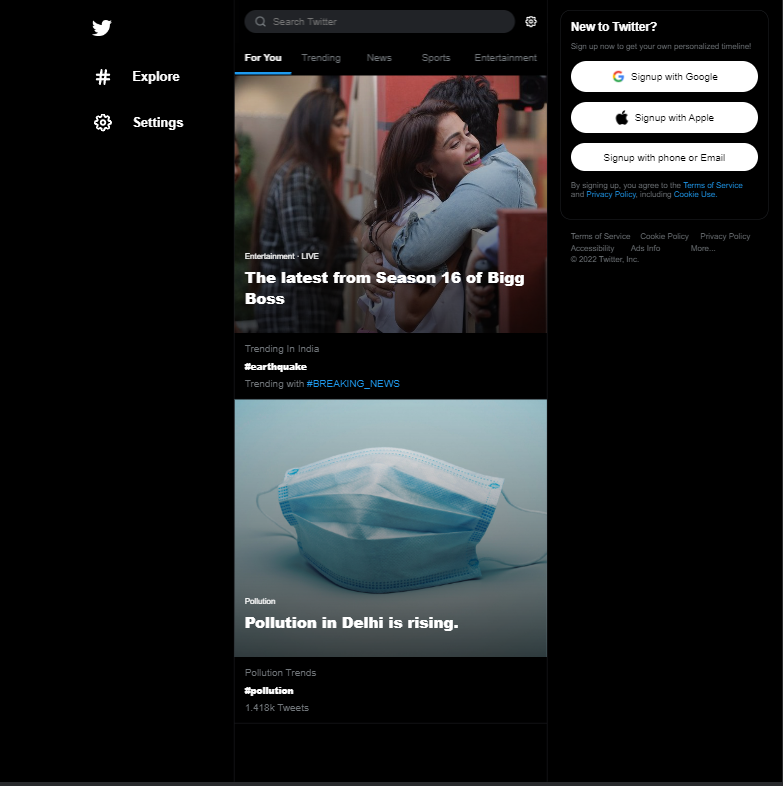 Explore
Settings
Search Twitter
For You
Trending
News
Sports
Entertainment
Entertainment · LIVE
The latest from Season 16 of Bigg
Boss
Trending In India
#earthquake
Trending with #BREAKING_NEWS
Pollution
Pollution in Delhi is rising.
Pollution Trends
#pollution
1.418k Tweets
New to Twitter?
Sign up now to get your own personalized timeline!
Signup with Google
Signup with Apple
Signup with phone or Email
By signing up, you agree to the Terms of Service
and Privacy Policy, including Cookie Use.
Terms of Service Cookie Policy Privacy Policy
Accessibility Ads Info More...
© 2022 Twitter, Inc.